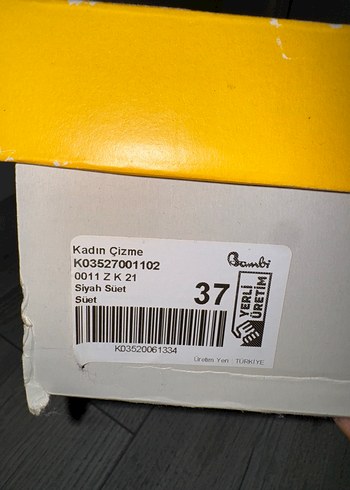 Kadın Çizme
K03527001102
0011 Z K 21
Siyah Süet
Süet
Bambi
37
YERLİ
ÜRETİM
K03520061334
Üretim Yeri : TÜRKİYE